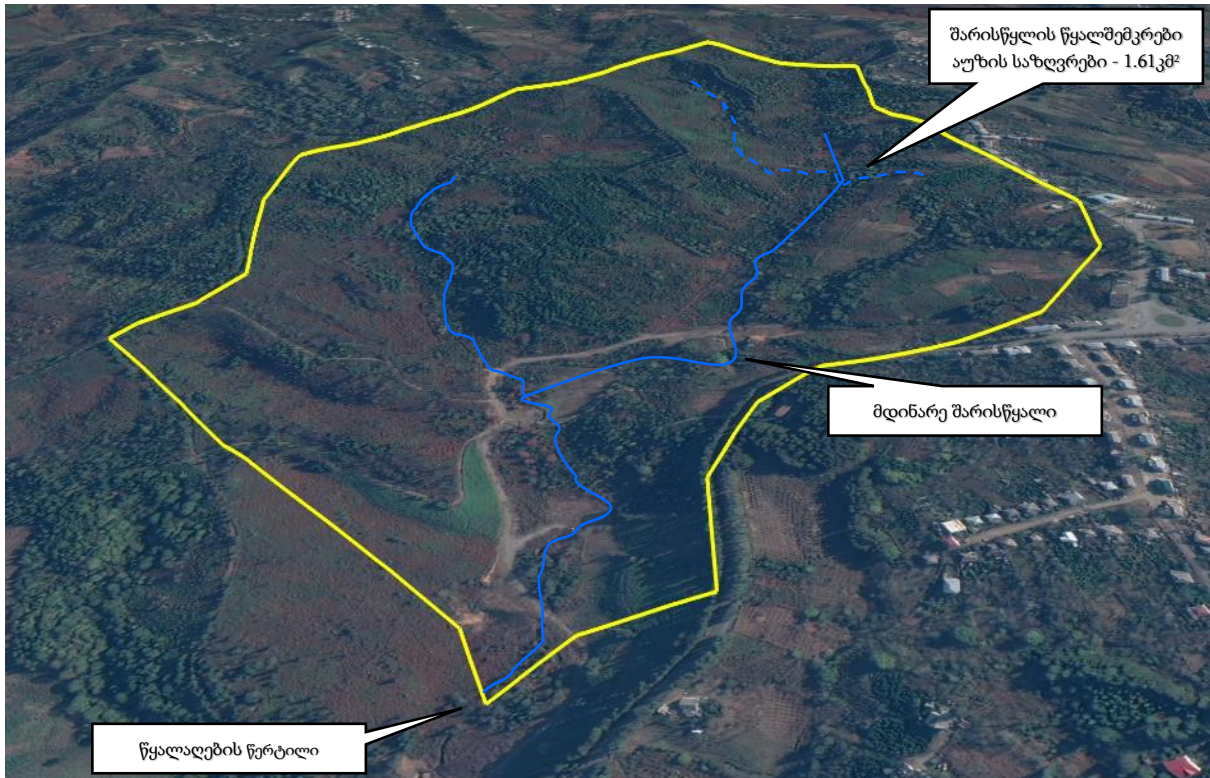 შარისწყლის წყალშემკრები
აუზის საზღვრები - 1.61კმ²
მდინარე შარისწყალი
წყალაღების წერტილი